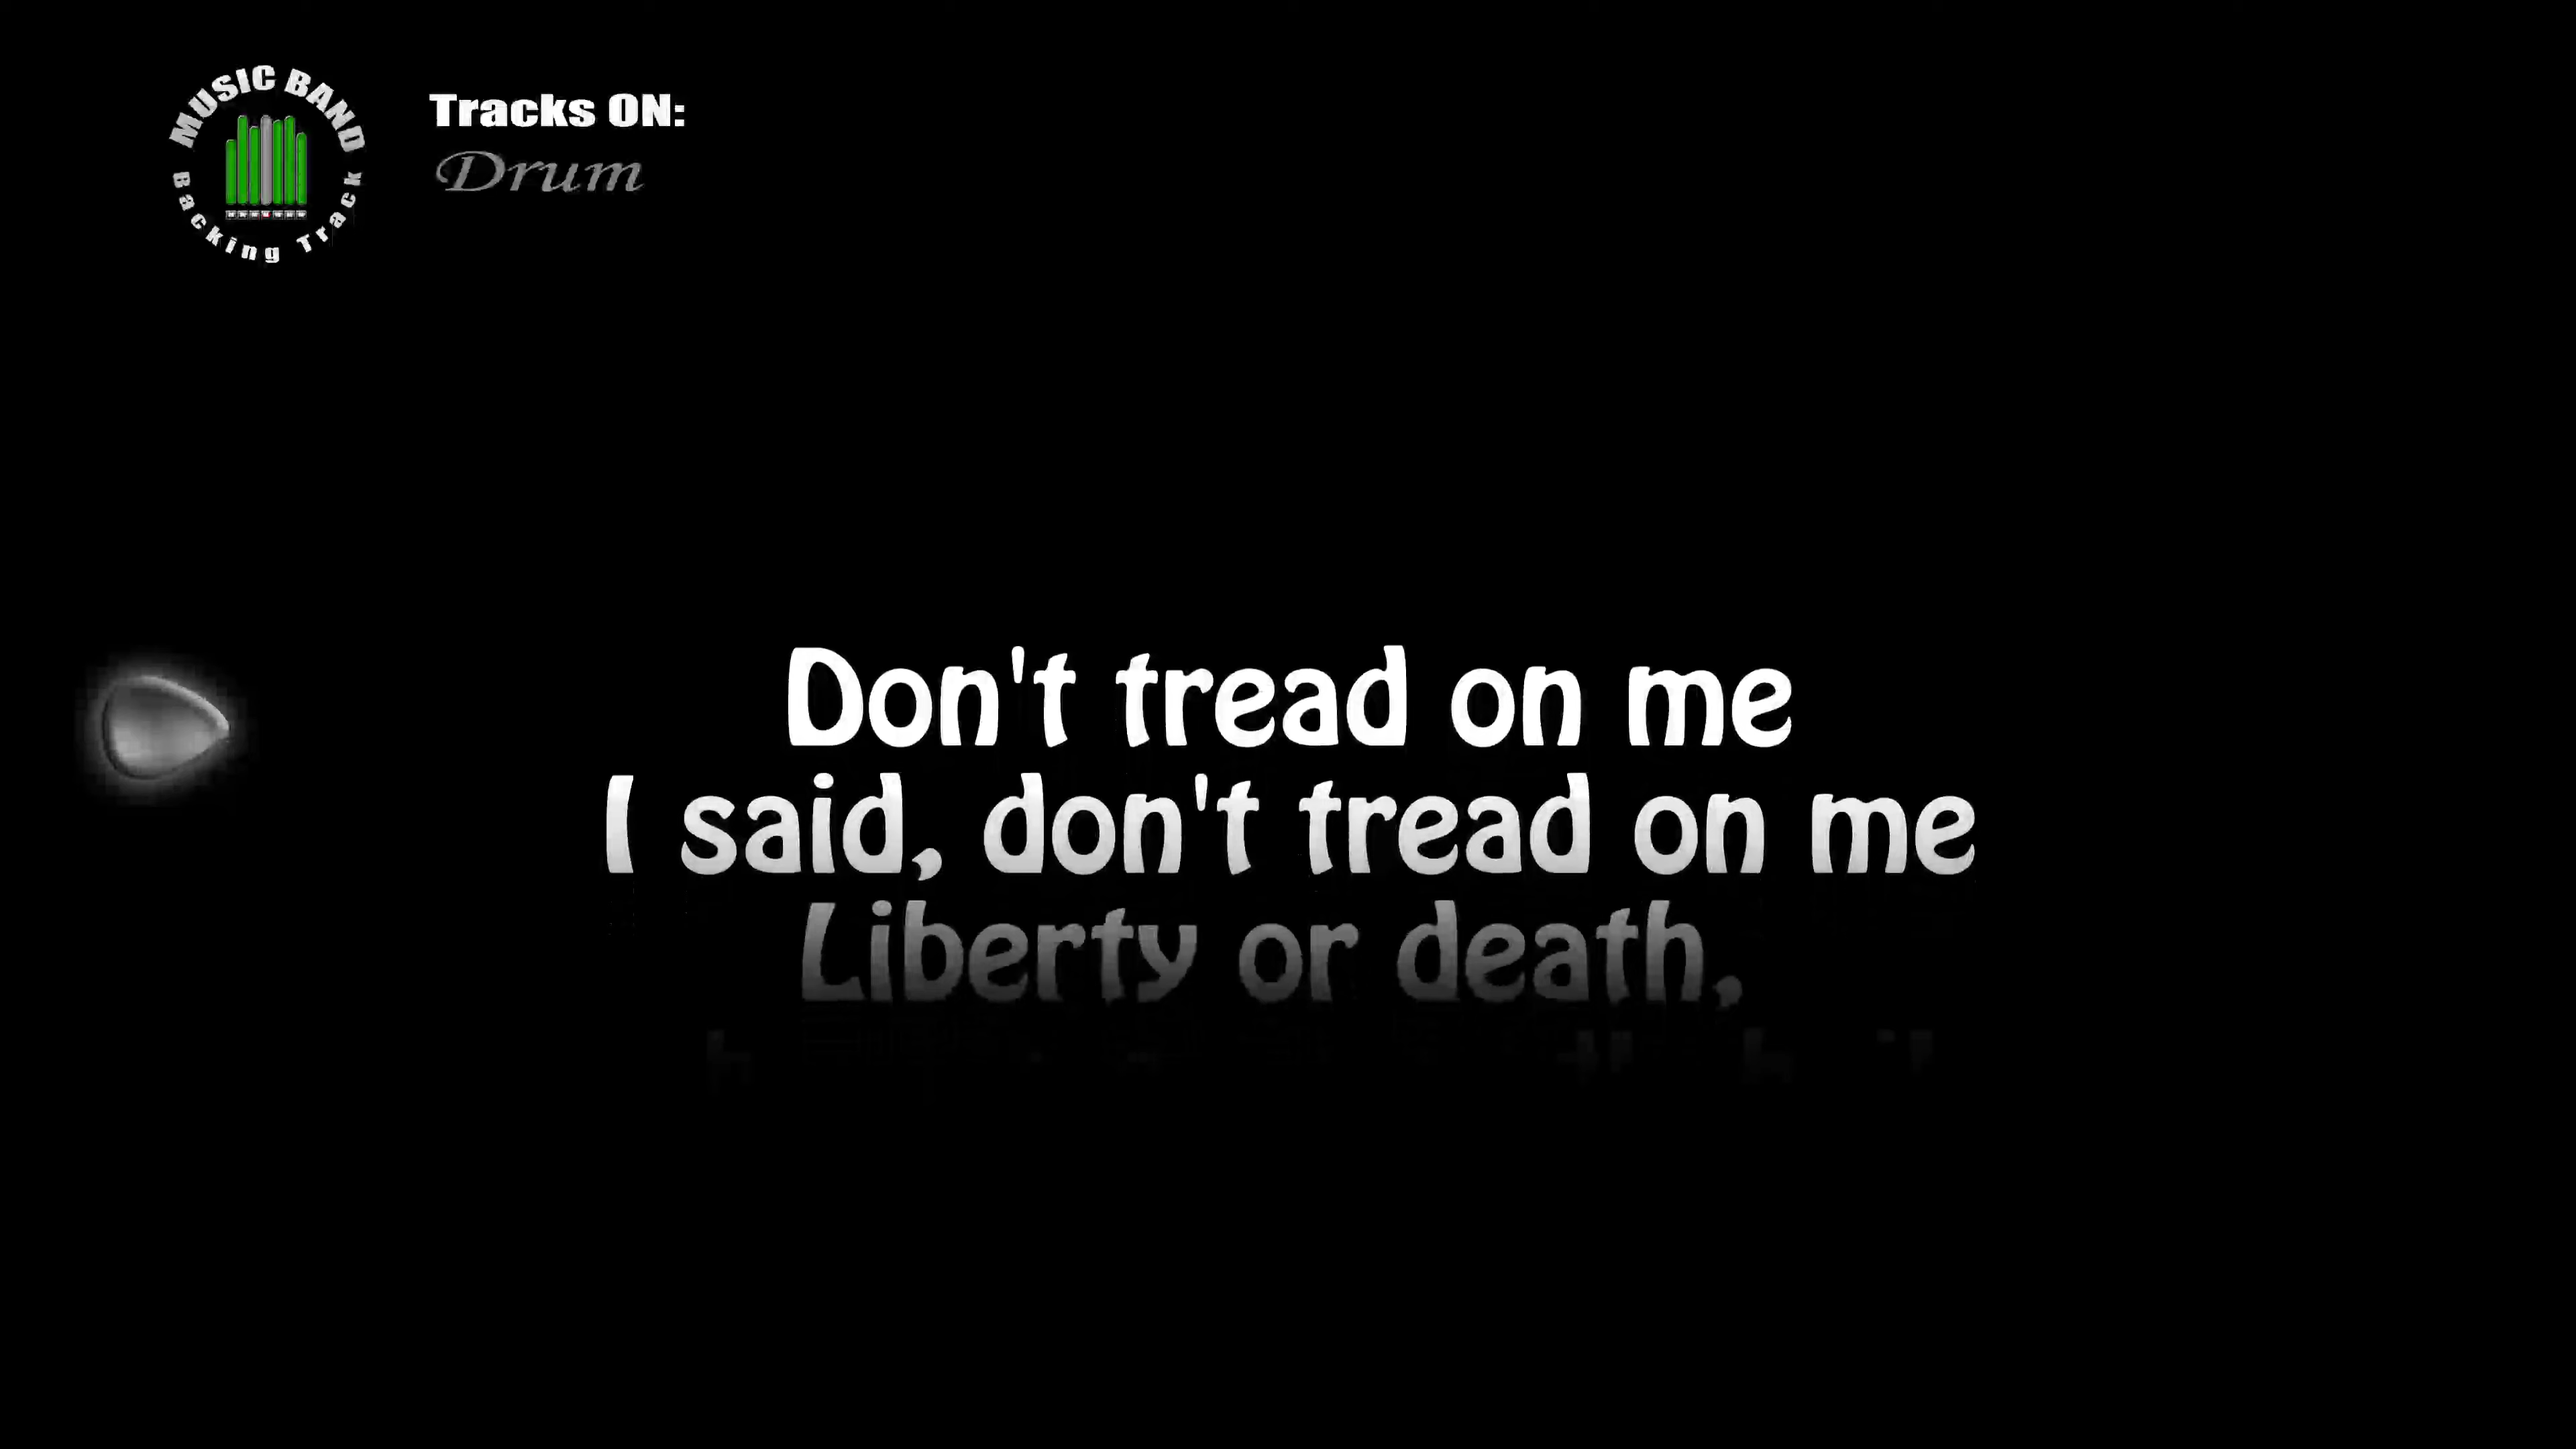 MUSIC BAND
Backing Track
Tracks ON:
Drum
Don't tread on me
I said, don't tread on me
Liberty or death,